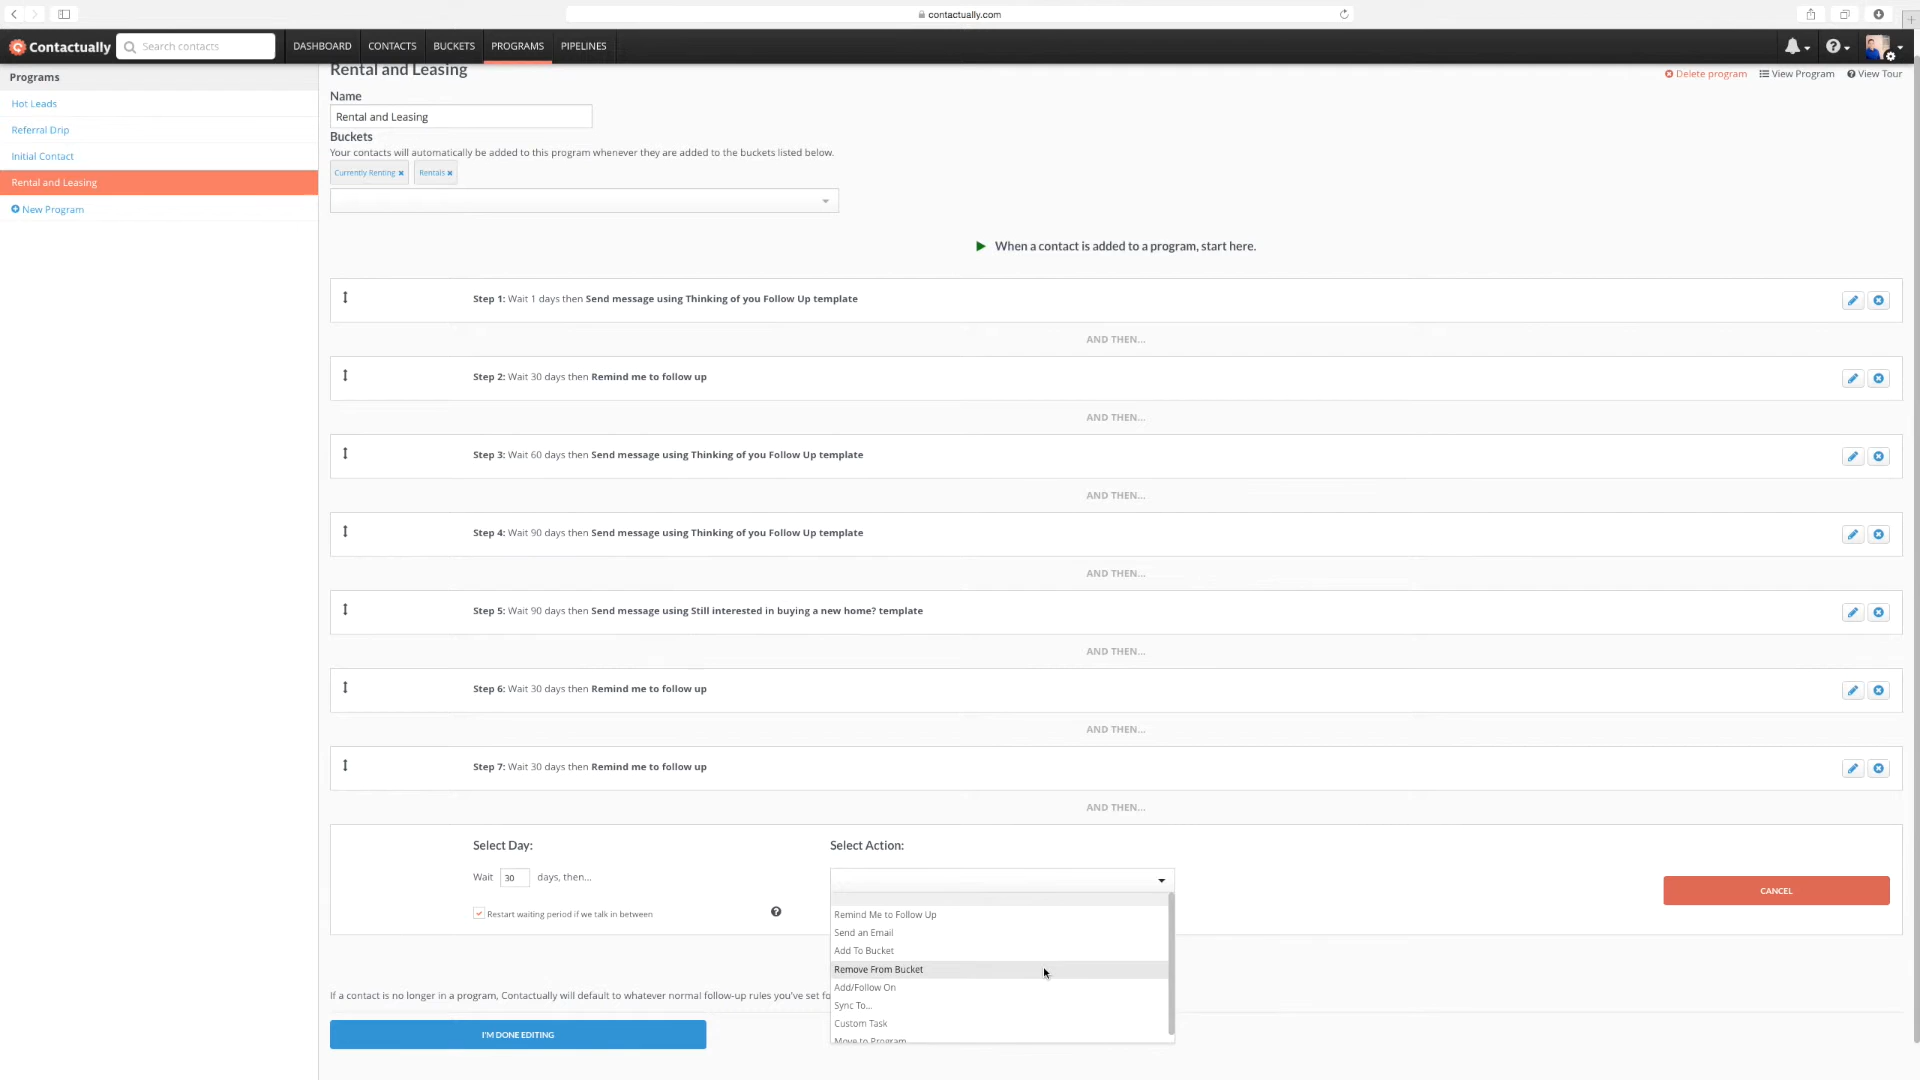 contactually.com
Contactually
Search contacts
DASHBOARD
CONTACTS
BUCKETS
PROGRAMS
PIPELINES
Programs
Hot Leads
Referral Drip
Initial Contact
Rental and Leasing
New Program
Rental and Leasing
Delete program
View Program
View Tour
Name
Rental and Leasing
Buckets
Your contacts will automatically be added to this program whenever they are added to the buckets listed below.
Currently Renting ×
Rentals ×
When a contact is added to a program, start here.
Step 1: Wait 1 days then Send message using Thinking of you Follow Up template
AND THEN...
Step 2: Wait 30 days then Remind me to follow up
AND THEN...
Step 3: Wait 60 days then Send message using Thinking of you Follow Up template
AND THEN...
Step 4: Wait 90 days then Send message using Thinking of you Follow Up template
AND THEN...
Step 5: Wait 90 days then Send message using Still interested in buying a new home? template
AND THEN...
Step 6: Wait 30 days then Remind me to follow up
AND THEN...
Step 7: Wait 30 days then Remind me to follow up
AND THEN...
Select Day:
Wait 30 days, then...
Restart waiting period if we talk in between
Select Action:
Remind Me to Follow Up
Send an Email
Add To Bucket
Remove From Bucket
Add/Follow On
Sync To...
Custom Task
Move to Program
CANCEL
If a contact is no longer in a program, Contactually will default to whatever normal follow-up rules you've set fo
I'M DONE EDITING